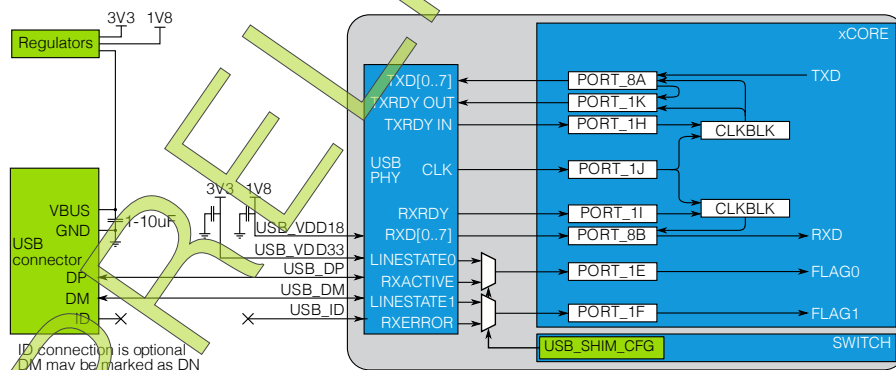 3V3 1V8
Regulators
xCORE
TXD[0..7] PORT_8A TXD
TXRDY OUT PORT_1K
TXRDY IN PORT_1H CLKBLK
USB PHY CLK PORT_1J
3V3 1V8
VBUS
1-10uF
GND
USB connector
USB_VDD18
USB_VDD33
RXRDY PORT_1I CLKBLK
RXD[0..7] PORT_8B RXD
LINESTATE0
DP USB_DP
RXACTIVE PORT_1E FLAG0
DM USB_DM
LINESTATE1
ID USB_ID
RXERROR PORT_1F FLAG1
USB_SHIM_CFG SWITCH
ID connection is optional
DM may be marked as DN
PREL